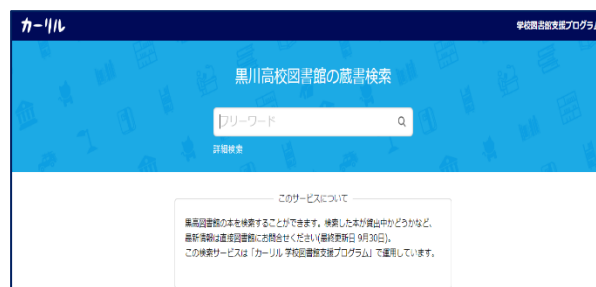 カーリル
学校図書館支援プログラム
黒川高校図書館の蔵書検索
フリーワード
詳細検索
このサービスについて
黒高図書館の本を検索することができます。検索した本が貸出中かどうかなど、
最新情報は直接図書館にお問合せください(最終更新日 9月30日)。
この検索サービスは「カーリル 学校図書館支援プログラム」で運用しています。